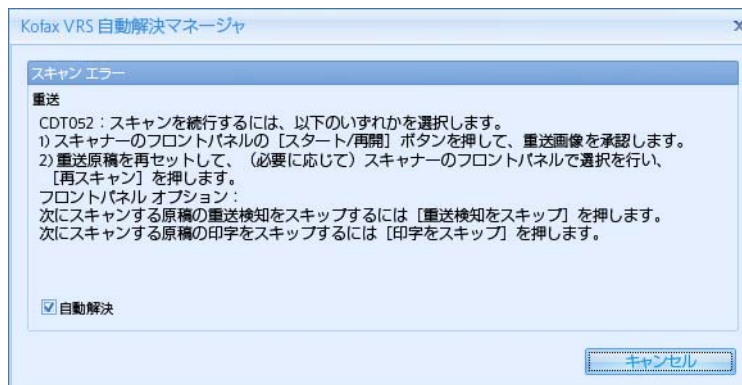 Kofax VRS 自動解決マネージャ
スキャン エラー
重送
CDT052：スキャンを続行するには、以下のいずれかを選択します。
1) スキャナーのフロントパネルの［スタート/再開］ボタンを押して、重送画像を承認します。
2) 重送原稿を再セットして、（必要に応じて）スキャナーのフロントパネルで選択を行い、
［再スキャン］を押します。
フロントパネル オプション：
次にスキャンする原稿の重送検知をスキップするには［重送検知をスキップ］を押します。
次にスキャンする原稿の印字をスキップするには［印字をスキップ］を押します。
自動解決
キャンセル